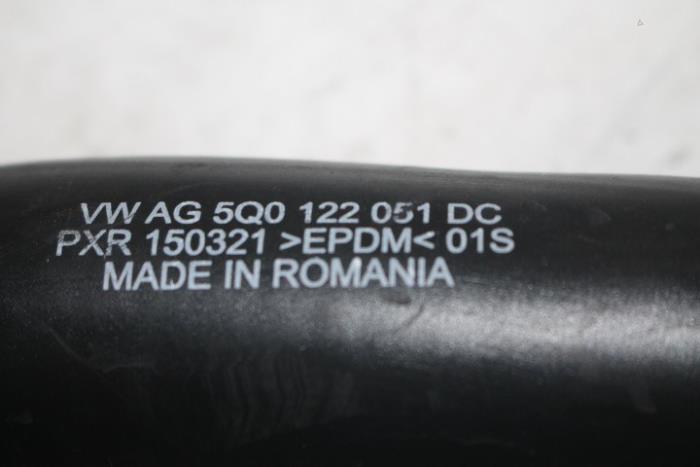 VW AG 5Q0 122 051 DC
PXR 150321 >EPDM< 01S
MADE IN ROMANIA